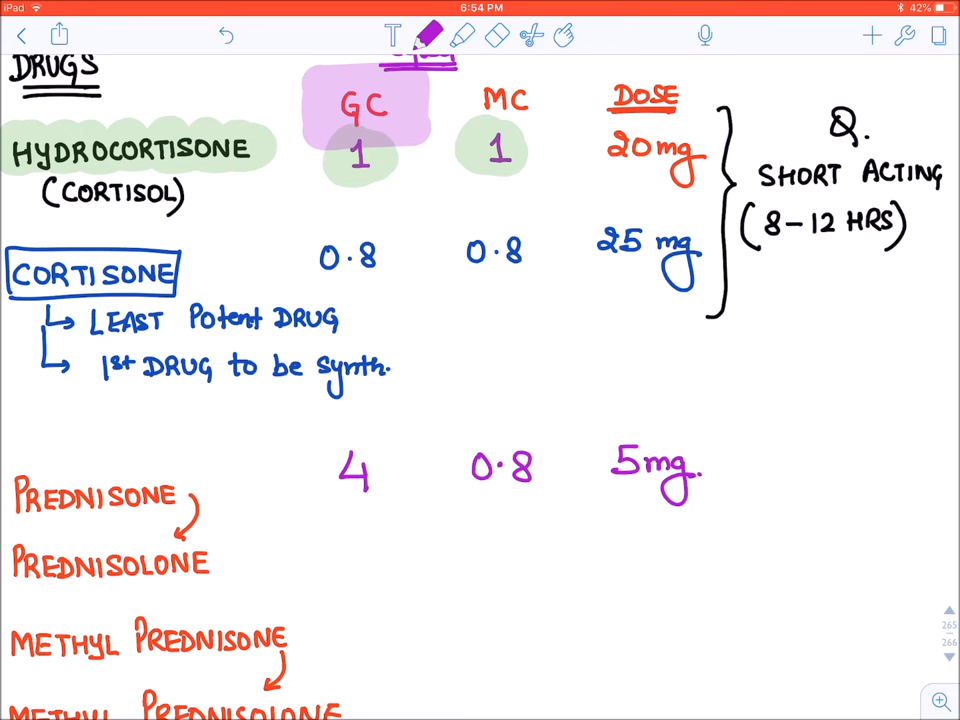 iPad
6:54 PM
42%
DRUGS
GC MC DOSE
HYDROCORTISONE 1 1 20mg
(CORTISOL)
Q.
SHORT ACTING
(8-12 HRS)
CORTISONE 0.8 0.8 25 mg
LEAST Potent DRUG
1st DRUG to be synth.
4 0.8 5mg.
PREDNISONE
PREDNISOLONE
METHYL PREDNISONE
METHYL PREDNISOLONE
265
266